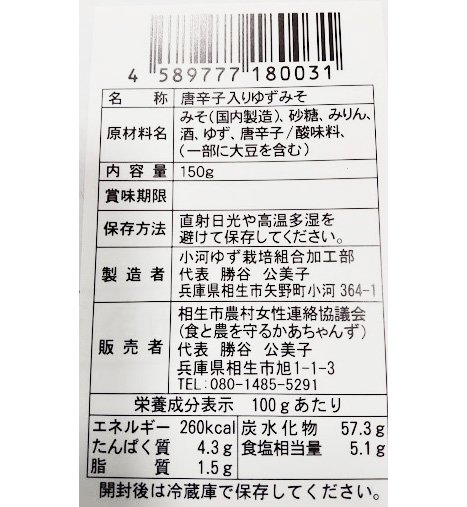 4 589777 180031
名称 唐辛子入りゆずみそ
原材料名 みそ(国内製造)、砂糖、みりん、
酒、ゆず、唐辛子/酸味料、
(一部に大豆を含む)
内容量 150g
賞味期限
保存方法 直射日光や高温多湿を
避けて保存してください。
製造者 小河ゆず栽培組合加工部
代表 勝谷 公美子
兵庫県相生市矢野町小河364-1
販売者 相生市農村女性連絡協議会
(食と農を守るかあちゃんず)
代表 勝谷 公美子
兵庫県相生市旭1-1-3
TEL:080-1485-5291
栄養成分表示 100gあたり
エネルギー 260kcal 炭水化物 57.3g
たんぱく質 4.3g 食塩相当量 5.1g
脂質 1.5g
開封後は冷蔵庫で保存してください。